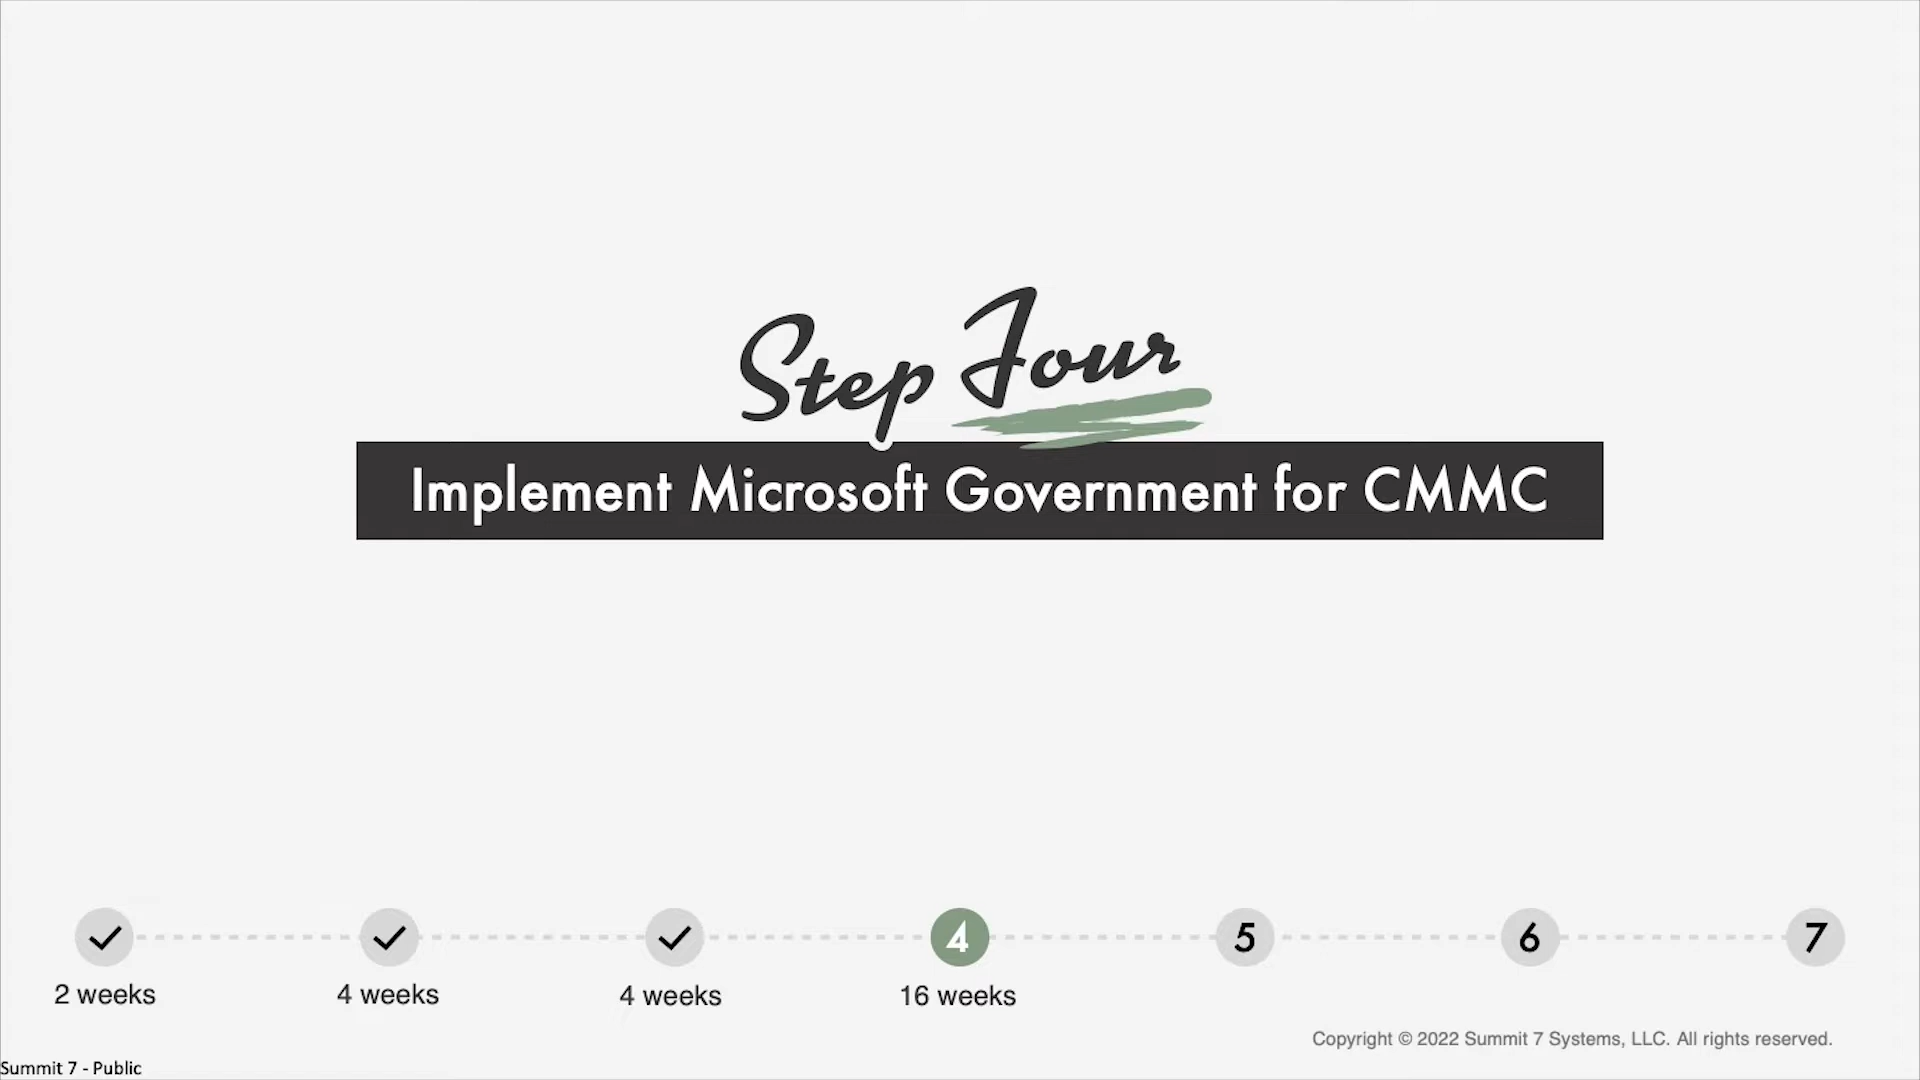 Step Four
Implement Microsoft Government for CMMC
4 5 6 7
2 weeks 4 weeks 4 weeks 16 weeks
Copyright © 2022 Summit 7 Systems, LLC. All rights reserved.
Summit 7 - Public